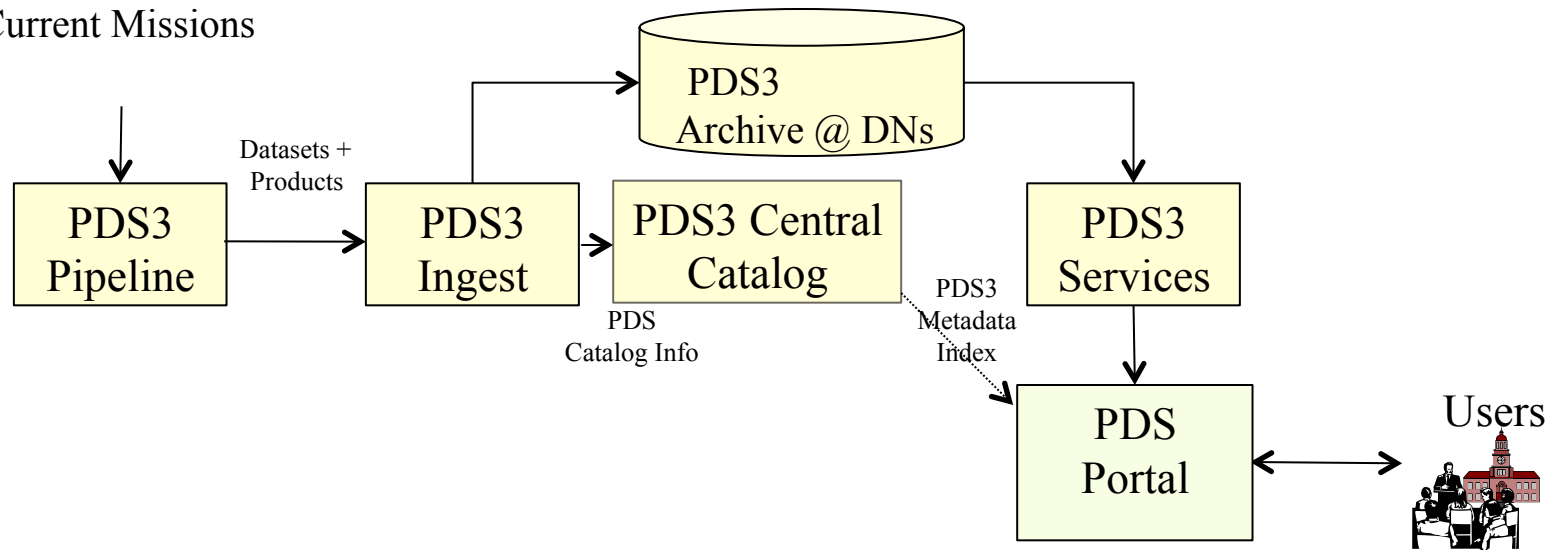 Current Missions
PDS3
Archive @ DNs
Datasets +
Products
PDS3
Pipeline
PDS3
Ingest
PDS3 Central
Catalog
PDS3
Services
PDS
Catalog Info
PDS3
Metadata
Index
PDS
Portal
Users